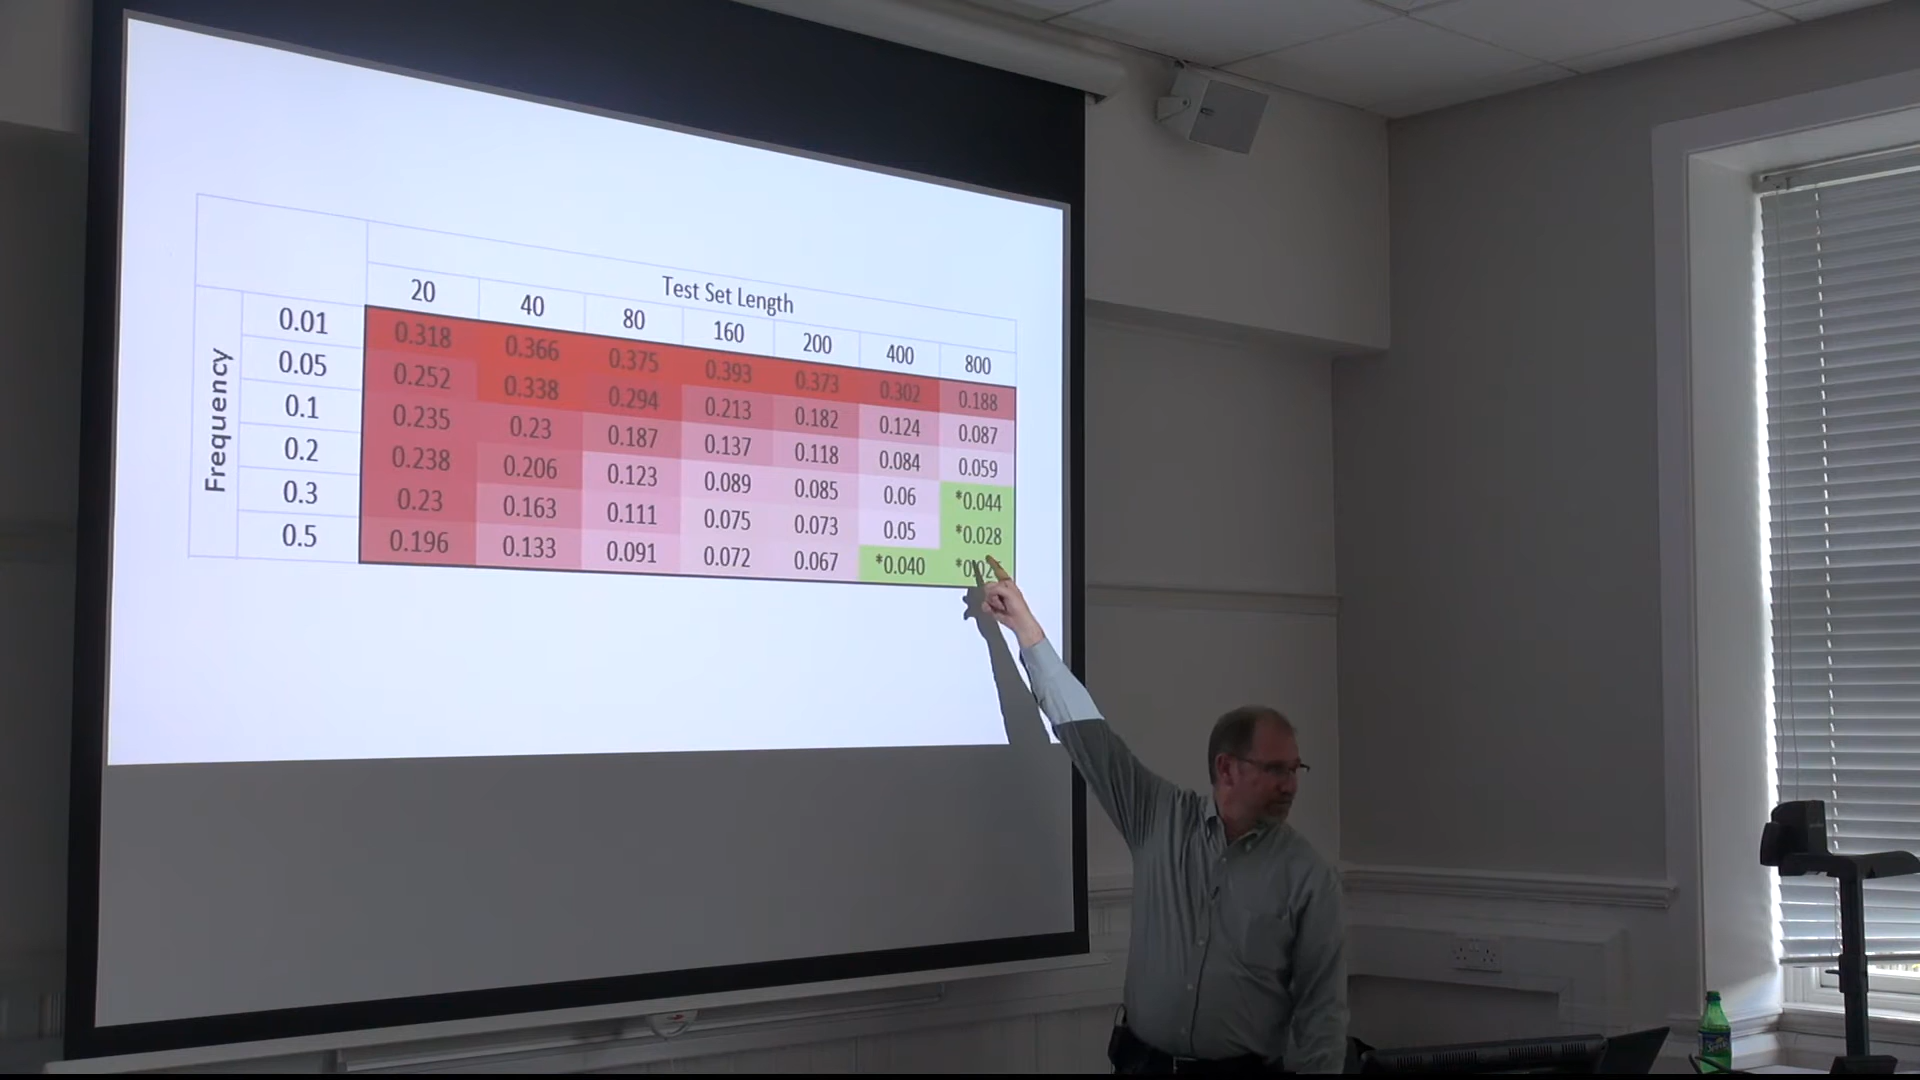 Test Set Length
20 40 80 160 200 400 800
Frequency
0.01 0.318 0.366 0.375 0.393 0.373 0.302 0.188
0.05 0.252 0.338 0.294 0.213 0.182 0.124 0.087
0.1 0.235 0.23 0.187 0.137 0.118 0.084 0.059
0.2 0.238 0.206 0.123 0.089 0.085 0.06 *0.044
0.3 0.23 0.163 0.111 0.075 0.073 0.05 *0.028
0.5 0.196 0.133 0.091 0.072 0.067 *0.040
Sprite